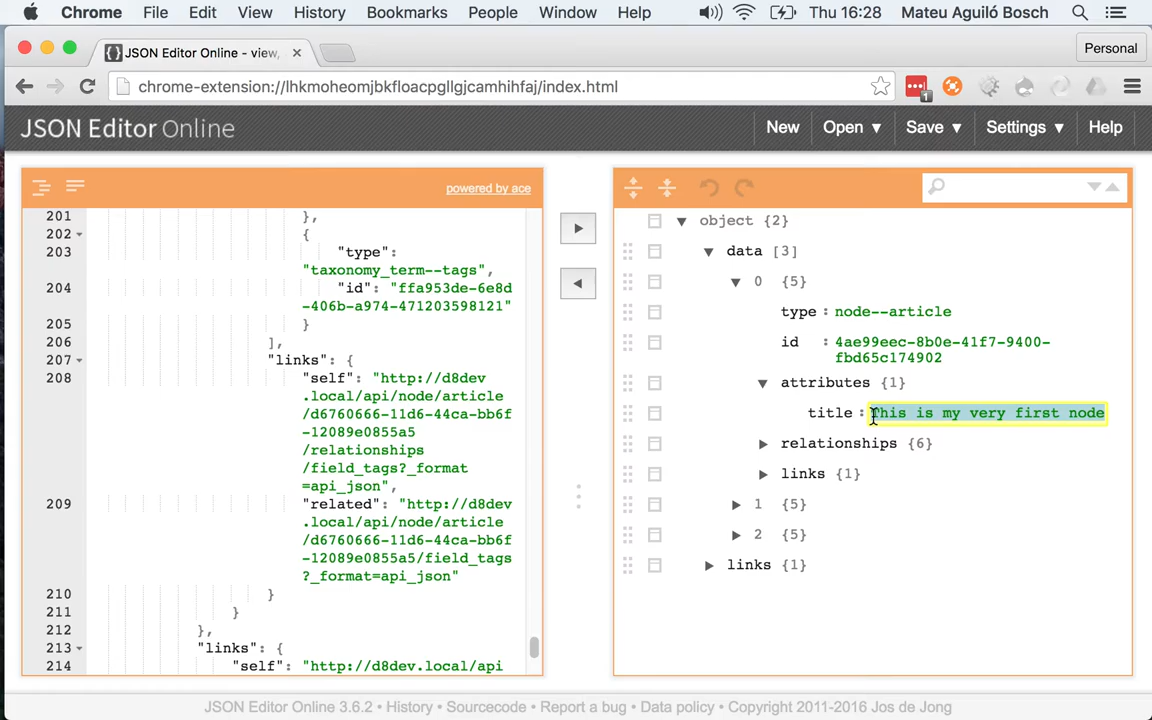 Chrome File Edit View History Bookmarks People Window Help Thu 16:28 Mateu Aguiló Bosch
JSON Editor Online - view,
Personal
chrome-extension://lhkmoheomjbkfloacpgllgjcamhihfaj/index.html
1
JSON Editor Online
New Open ▼ Save ▼ Settings ▼ Help
powered by ace
201 },
202 {
203 "type":
"taxonomy_term--tags",
204 "id": "ffa953de-6e8d
-406b-a974-471203598121"
205 }
206 ],
207 "links": {
208 "self": "http://d8dev
.local/api/node/article
/d6760666-11d6-44ca-bb6f
-12089e0855a5
/relationships
/field_tags?_format
=api_json",
209 "related": "http://d8dev
.local/api/node/article
/d6760666-11d6-44ca-bb6f
-12089e0855a5/field_tags
?_format=api_json"
210 }
211 }
212 },
213 "links": {
214 "self": "http://d8dev.local/api
object {2}
data [3]
0 {5}
type : node--article
id : 4ae99eec-8b0e-41f7-9400-
fbd65c174902
attributes {1}
title : This is my very first node
relationships {6}
links {1}
1 {5}
2 {5}
links {1}
JSON Editor Online 3.6.2 • History • Sourcecode • Report a bug • Data policy • Copyright 2011-2016 Jos de Jong